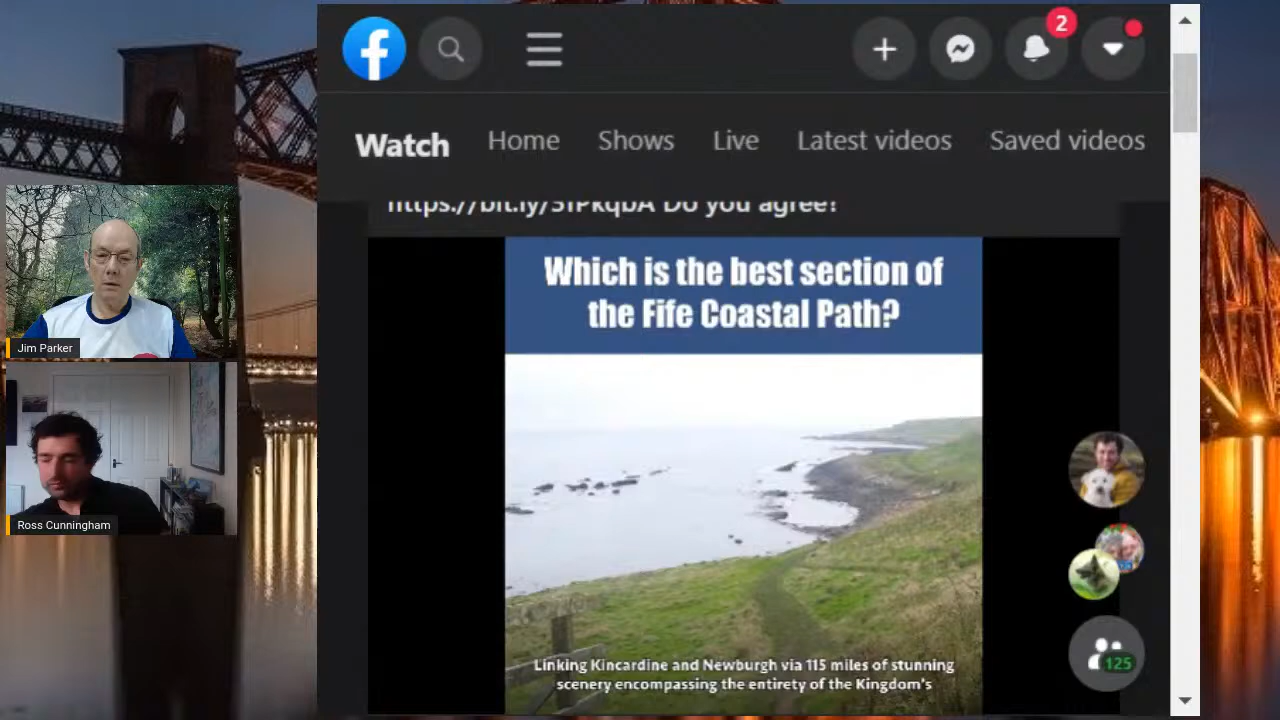 2
Watch Home Shows Live Latest videos Saved videos
Do you agree?
Which is the best section of
the Fife Coastal Path?
Jim Parker
Ross Cunningham
125
Linking Kincardine and Newburgh via 115 miles of stunning
scenery encompassing the entirety of the Kingdom's